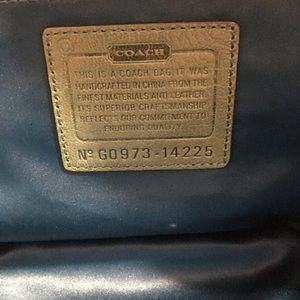 COACH
THIS IS A COACH BAG. IT WAS
HANDCRAFTED IN CHINA FROM THE
FINEST MATERIALS AND LEATHER.
ITS SUPERIOR CRAFTSMANSHIP
REFLECTS OUR COMMITMENT TO
ENDURING QUALITY.
Nº G0973-14225